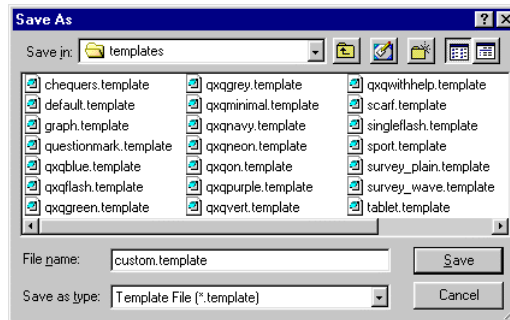 Save As
Save in: templates
chequers.template qxqgrey.template qxqwithhelp.template
default.template qxqminimal.template scarf.template
graph.template qxqnavy.template singleflash.template
questionmark.template qxqneon.template sport.template
qxqblue.template qxqon.template survey_plain.template
qxqflash.template qxqpurple.template survey_wave.template
qxqgreen.template qxqvert.template tablet.template
File name: custom.template Save
Save as type: Template File (*.template) Cancel